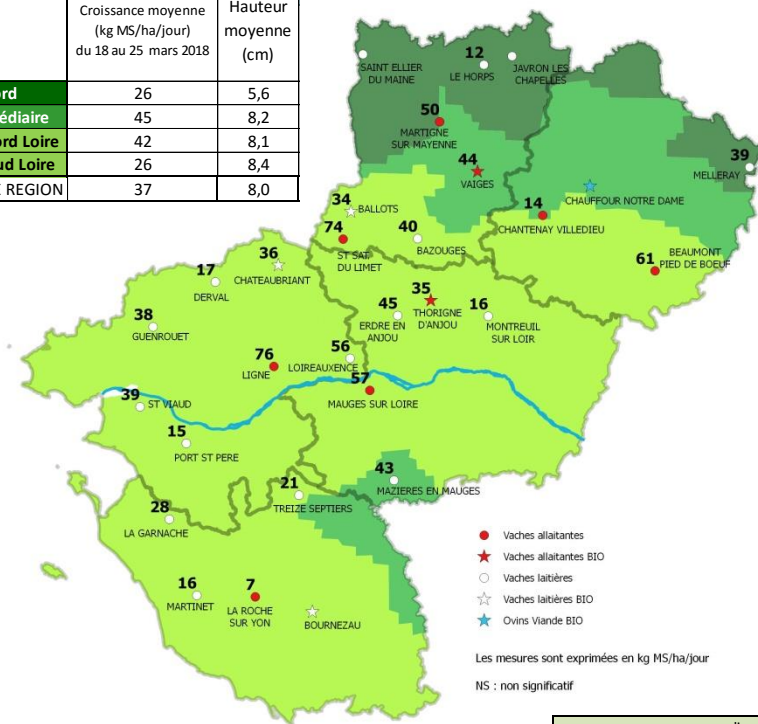 Croissance moyenne
(kg MS/ha/jour)
du 18 au 25 mars 2018
Hauteur
moyenne
(cm)
rd 26 5,6
édiaire 45 8,2
rd Loire 42 8,1
ud Loire 26 8,4
E REGION 37 8,0
SAINT ELLIER
DU MAINE
12
LE HORPS
JAVRON LES
CHAPELLES
50
MARTIGNE
SUR MAYENNE
44
VAIGES
39
MELLERAY
CHAUFFOUR NOTRE DAME
34
BALLOTS
74
ST SAT.
DU LIMET
40
BAZOUGES
14
CHANTENAY VILLEDIEU
61
BEAUMONT
PIED DE BOEUF
36
CHATEAUBRIANT
17
DERVAL
38
GUENROUET
35
THORIGNE
D'ANJOU
45
ERDRE EN
ANJOU
16
MONTREUIL
SUR LOIR
56
LOIREAUXENCE
76
LIGNE
57
MAUGES SUR LOIRE
39
ST VIAUD
15
PORT ST PERE
43
MAZIERES EN MAUGES
21
TREIZE SEPTIERS
28
LA GARNACHE
16
MARTINET
7
LA ROCHE
SUR YON
BOURNEZAU
Vaches allaitantes
Vaches allaitantes BIO
Vaches laitières
Vaches laitières BIO
Ovins Viande BIO
Les mesures sont exprimées en kg MS/ha/jour
NS : non significatif